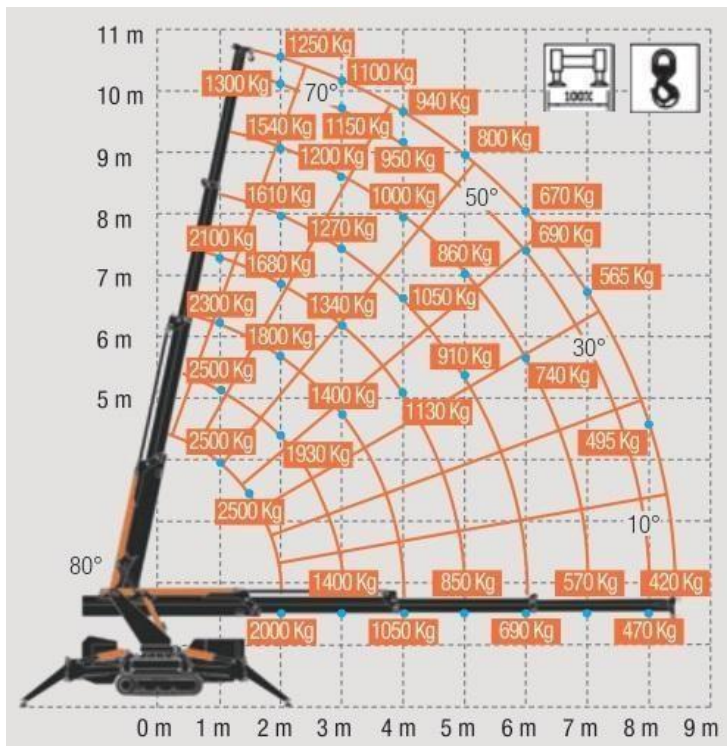 11 m
1250 Kg
1300 Kg
70°
1100 Kg
100%
10 m
940 Kg
1540 Kg
1150 Kg
800 Kg
9 m
1200 Kg
950 Kg
1610 Kg
1000 Kg
50°
670 Kg
8 m
2100 Kg
1270 Kg
690 Kg
1680 Kg
860 Kg
565 Kg
7 m
2300 Kg
1050 Kg
1800 Kg
1340 Kg
6 m
30°
2500 Kg
910 Kg
740 Kg
5 m
1400 Kg
1130 Kg
495 Kg
2500 Kg
1930 Kg
2500 Kg
10°
80°
1400 Kg
850 Kg
570 Kg
420 Kg
2000 Kg
1050 Kg
690 Kg
470 Kg
0 m 1 m 2 m 3 m 4 m 5 m 6 m 7 m 8 m 9 m